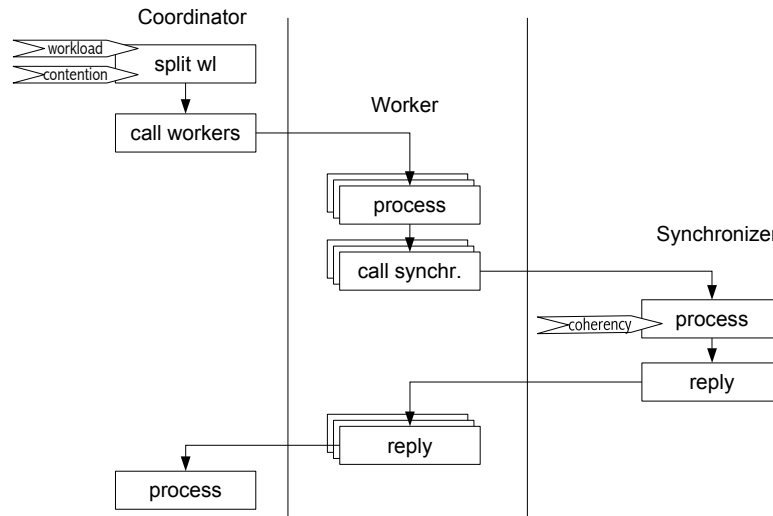 Coordinator
workload
split wl
contention
call workers
Worker
process
Synchronizer
call synchr.
coherency
process
reply
reply
process